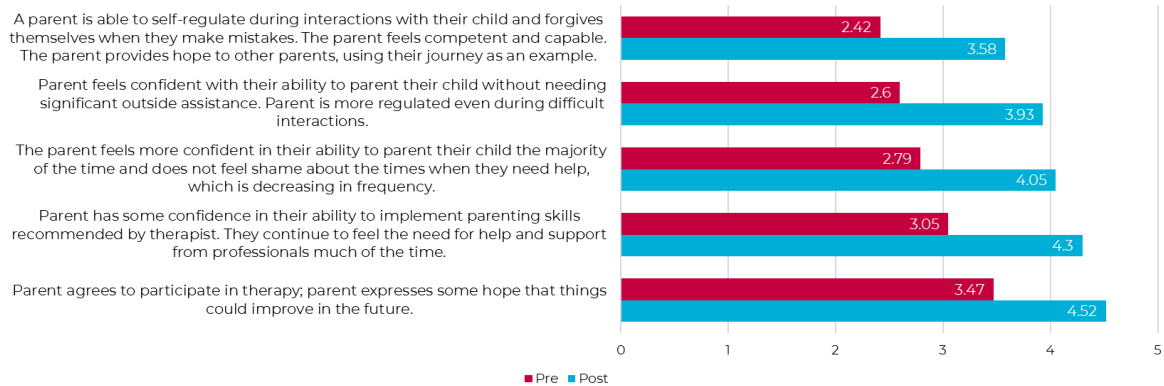 A parent is able to self-regulate during interactions with their child and forgives
themselves when they make mistakes. The parent feels competent and capable.
The parent provides hope to other parents, using their journey as an example.
2.42
3.58
Parent feels confident with their ability to parent their child without needing
significant outside assistance. Parent is more regulated even during difficult
interactions.
2.6
3.93
The parent feels more confident in their ability to parent their child the majority
of the time and does not feel shame about the times when they need help,
which is decreasing in frequency.
2.79
4.05
Parent has some confidence in their ability to implement parenting skills
recommended by therapist. They continue to feel the need for help and support
from professionals much of the time.
3.05
4.3
Parent agrees to participate in therapy; parent expresses some hope that things
could improve in the future.
3.47
4.52
0 1 2 3 4 5
Pre Post